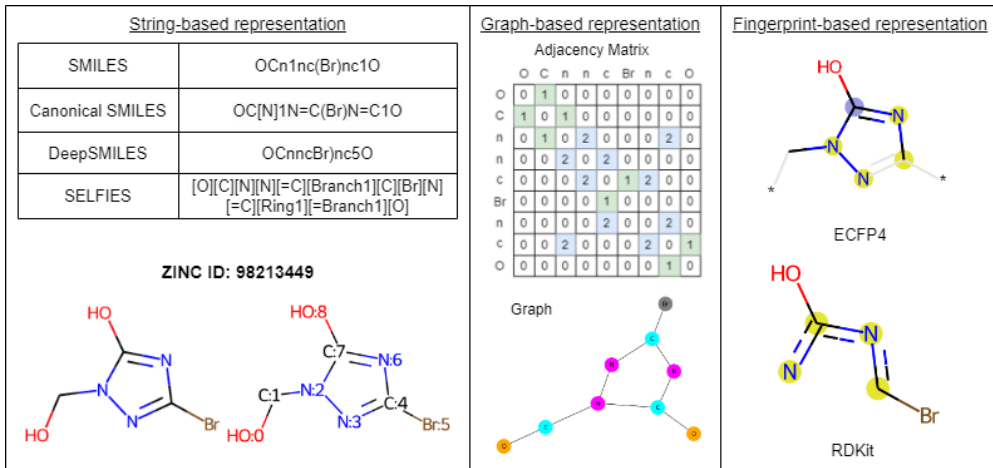 String-based representation
SMILES OCn1nc(Br)nc1O
Canonical SMILES OC[N]1N=C(Br)N=C1O
DeepSMILES OCnncBr)nc5O
SELFIES [O][C][N][N][=C][Branch1][C][Br][N]
[=C][Ring1][=Branch1][O]
ZINC ID: 98213449
HO
N
N
N
Br
HO
HO:8
C:7
N:6
C:1
N:2
C:4
N:3
Br:5
HO:0
Graph-based representation
Adjacency Matrix
O C n n c Br n c O
O 0 1 0 0 0 0 0 0 0
C 1 0 1 0 0 0 0 0 0
n 0 1 0 2 0 0 0 2 0
n 0 0 2 0 2 0 0 0 0
c 0 0 0 2 0 1 2 0 0
Br 0 0 0 0 1 0 0 0 0
n 0 0 0 0 2 0 0 2 0
c 0 0 2 0 0 0 2 0 1
O 0 0 0 0 0 0 0 1 0
Graph
Br
C
N
N
N
C
C
O
O
Fingerprint-based representation
HO
N
N
N
*
*
ECFP4
HO
N
N
Br
RDKit